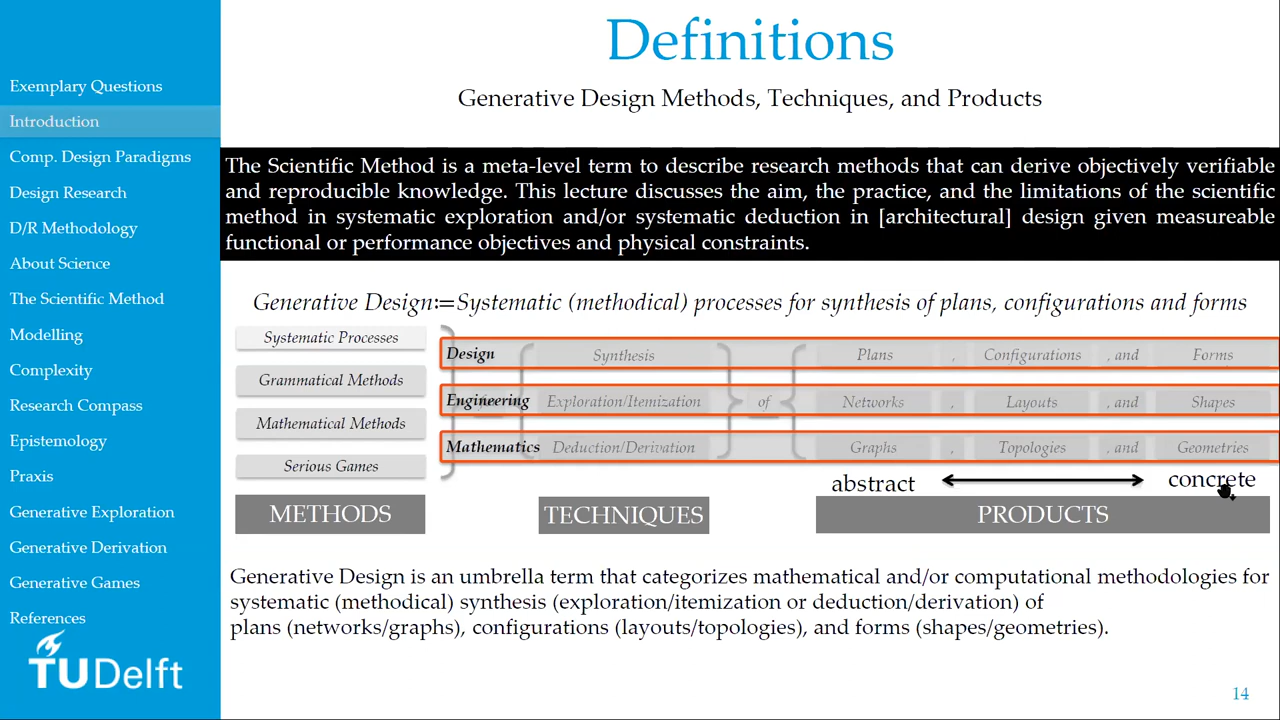 Definitions
Generative Design Methods, Techniques, and Products
Exemplary Questions
Introduction
Comp. Design Paradigms
Design Research
D/R Methodology
About Science
The Scientific Method
Modelling
Complexity
Research Compass
Epistemology
Praxis
Generative Exploration
Generative Derivation
Generative Games
References
TUDelft
The Scientific Method is a meta-level term to describe research methods that can derive objectively verifiable
and reproducible knowledge. This lecture discusses the aim, the practice, and the limitations of the scientific
method in systematic exploration and/or systematic deduction in [architectural] design given measureable
functional or performance objectives and physical constraints.
Generative Design:=Systematic (methodical) processes for synthesis of plans, configurations and forms
Systematic Processes
Grammatical Methods
Mathematical Methods
Serious Games
METHODS
Design Synthesis Plans , Configurations , and Forms
Engineering Exploration/Itemization of Networks , Layouts , and Shapes
Mathematics Deduction/Derivation Graphs , Topologies , and Geometries
abstract concrete
TECHNIQUES
PRODUCTS
Generative Design is an umbrella term that categorizes mathematical and/or computational methodologies for
systematic (methodical) synthesis (exploration/itemization or deduction/derivation) of
plans (networks/graphs), configurations (layouts/topologies), and forms (shapes/geometries).
14